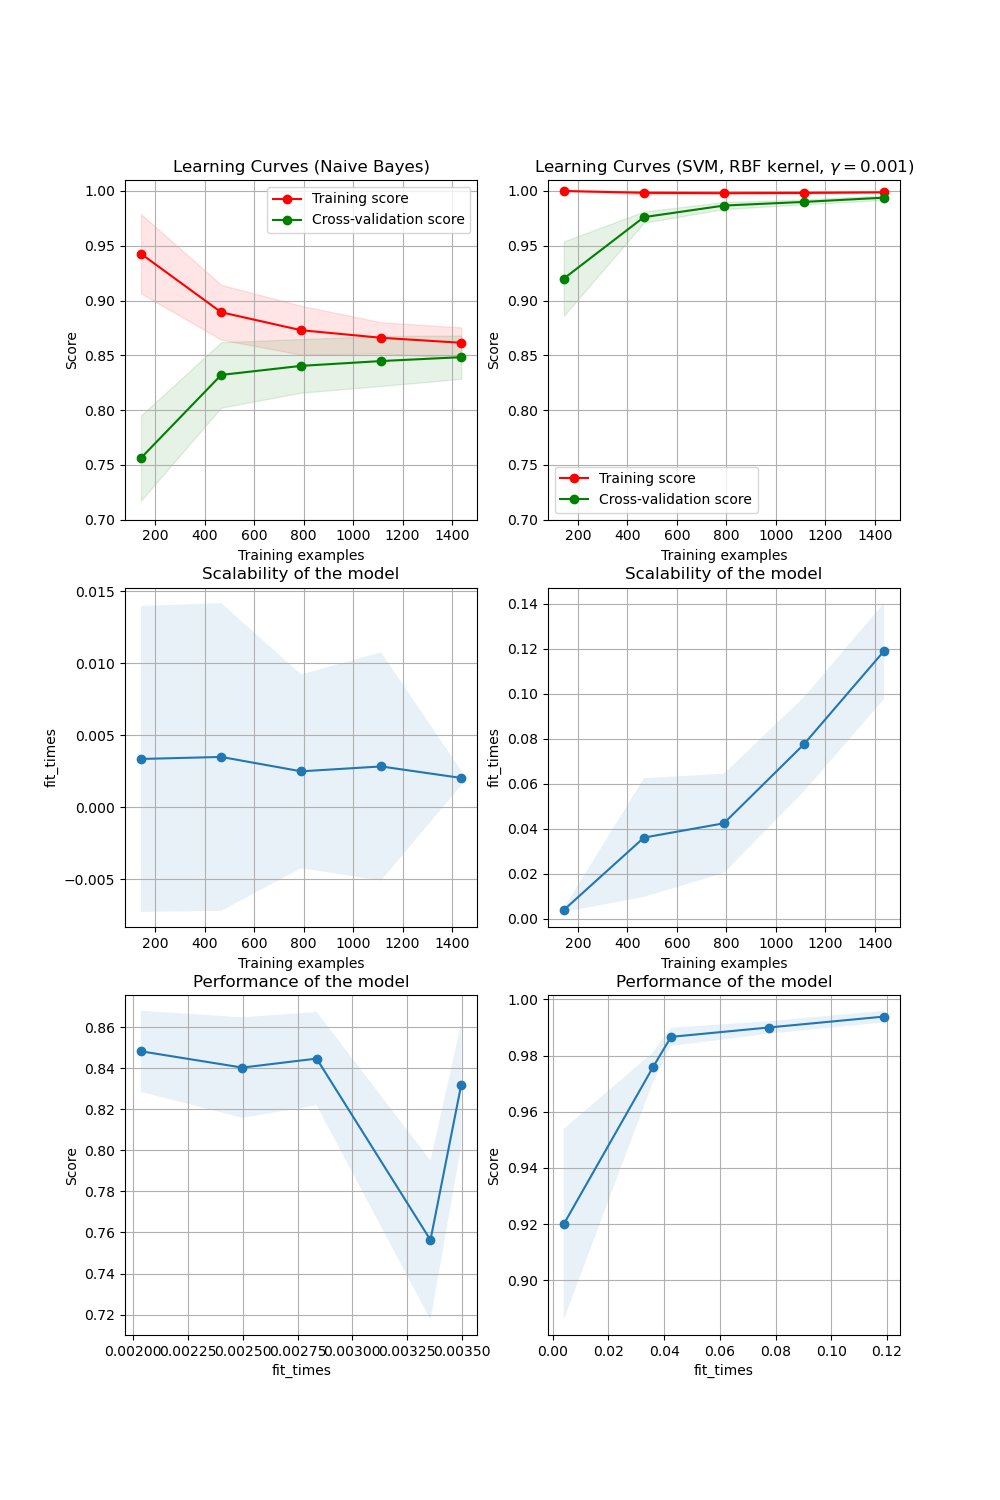 Learning Curves (Naive Bayes)
1.00
0.95
0.90
0.85
0.80
0.75
0.70
Score
Training score
Cross-validation score
200 400 600 800 1000 1200 1400
Training examples
Learning Curves (SVM, RBF kernel, γ = 0.001)
1.00
0.95
0.90
0.85
0.80
0.75
0.70
Score
Training score
Cross-validation score
200 400 600 800 1000 1200 1400
Training examples
Scalability of the model
0.015
0.010
0.005
0.000
−0.005
fit_times
200 400 600 800 1000 1200 1400
Training examples
Scalability of the model
0.14
0.12
0.10
0.08
0.06
0.04
0.02
0.00
fit_times
200 400 600 800 1000 1200 1400
Training examples
Performance of the model
0.86
0.84
0.82
0.80
0.78
0.76
0.74
0.72
Score
0.00200 0.00225 0.00250 0.00275 0.00300 0.00325 0.00350
fit_times
Performance of the model
1.00
0.98
0.96
0.94
0.92
0.90
Score
0.00 0.02 0.04 0.06 0.08 0.10 0.12
fit_times